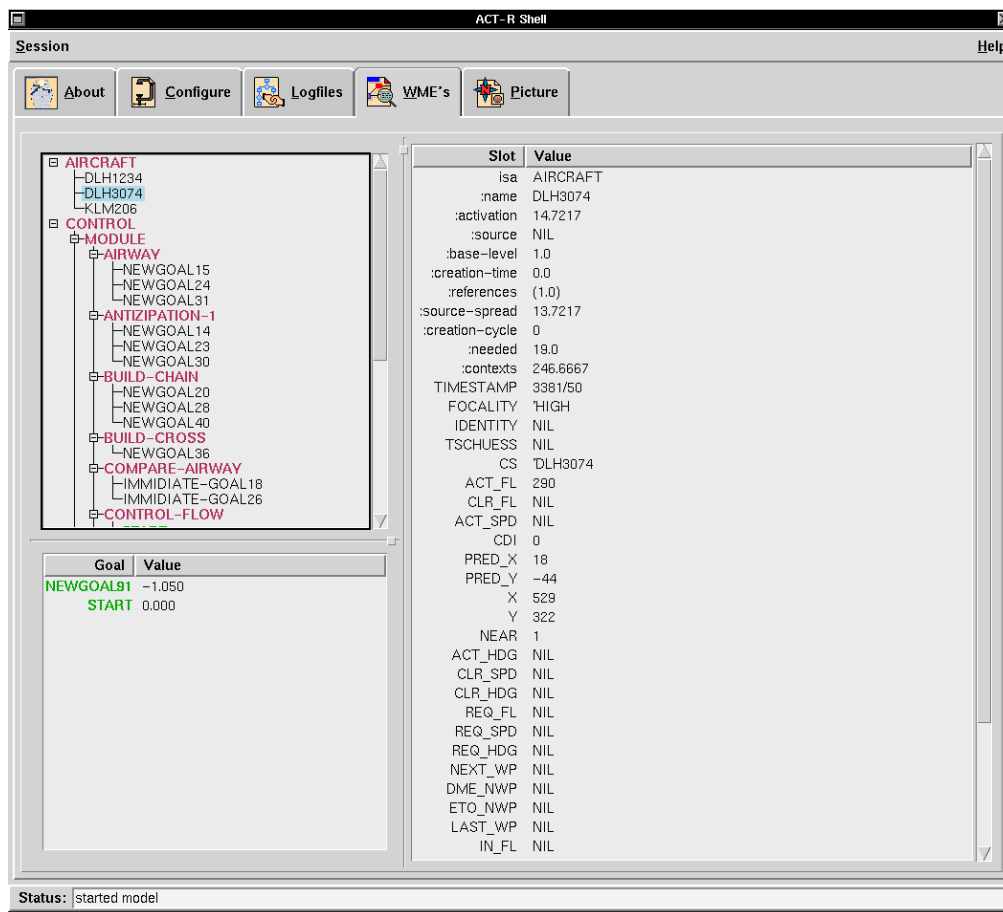 ACT-R Shell
Session Help
About Configure Logfiles WME's Picture
AIRCRAFT
DLH1234
DLH3074
KLM206
CONTROL
MODULE
AIRWAY
NEWGOAL15
NEWGOAL24
NEWGOAL31
ANTIZIPATION-1
NEWGOAL14
NEWGOAL23
NEWGOAL30
BUILD-CHAIN
NEWGOAL20
NEWGOAL28
NEWGOAL40
BUILD-CROSS
NEWGOAL36
COMPARE-AIRWAY
IMMIDIATE-GOAL18
IMMIDIATE-GOAL26
CONTROL-FLOW
Goal Value
NEWGOAL91 -1.050
START 0.000
Slot Value
isa AIRCRAFT
:name DLH3074
:activation 14.7217
:source NIL
:base-level 1.0
:creation-time 0.0
:references (1.0)
:source-spread 13.7217
:creation-cycle 0
:needed 19.0
:contexts 246.6667
TIMESTAMP 3381/50
FOCALITY 'HIGH
IDENTITY NIL
TSCHUESS NIL
CS 'DLH3074
ACT_FL 290
CLR_FL NIL
ACT_SPD NIL
CDI 0
PRED_X 18
PRED_Y -44
X 529
Y 322
NEAR 1
ACT_HDG NIL
CLR_SPD NIL
CLR_HDG NIL
REQ_FL NIL
REQ_SPD NIL
REQ_HDG NIL
NEXT_WP NIL
DME_NWP NIL
ETO_NWP NIL
LAST_WP NIL
IN_FL NIL
Status: started model